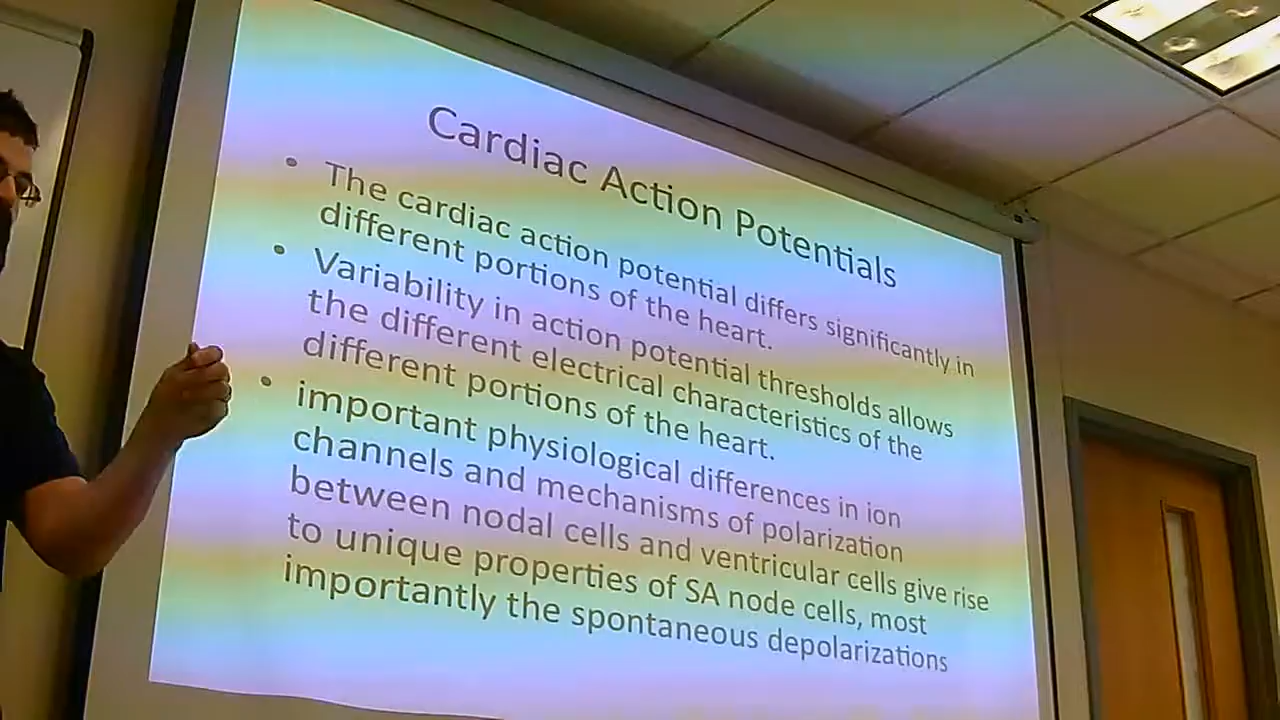 Cardiac Action Potentials
• The cardiac action potential differs significantly in
different portions of the heart.
• Variability in action potential thresholds allows
the different electrical characteristics of the
different portions of the heart.
• important physiological differences in ion
channels and mechanisms of polarization
between nodal cells and ventricular cells give rise
to unique properties of SA node cells, most
importantly the spontaneous depolarizations